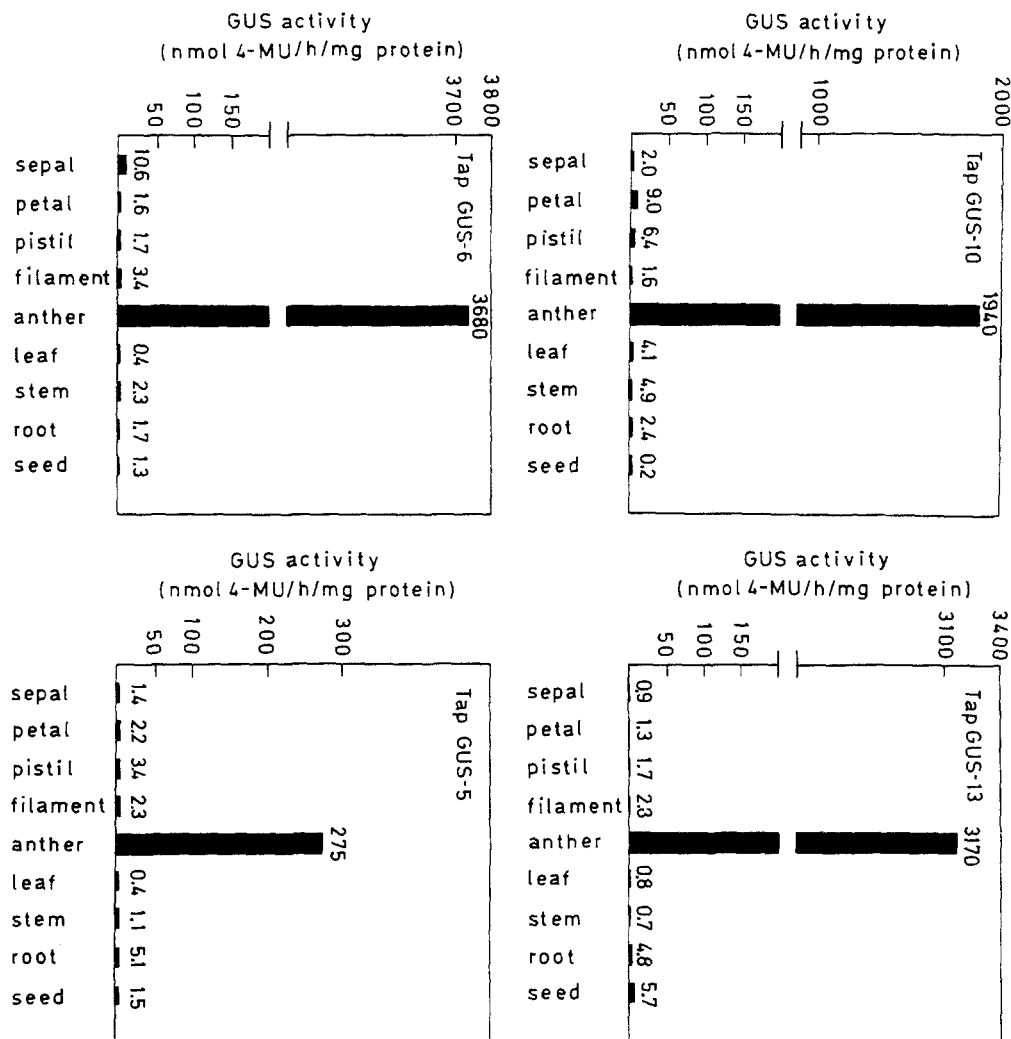 GUS activity
(nmol 4-MU/h/mg protein)
50
100
150
3700
3800
Tap GUS-6
sepal 10.6
petal 1.6
pistil 1.7
filament 3.4
anther 3680
leaf 0.4
stem 2.3
root 1.7
seed 1.3
GUS activity
(nmol 4-MU/h/mg protein)
50
100
150
1000
2000
Tap GUS-10
sepal 2.0
petal 9.0
pistil 6.4
filament 1.6
anther 1940
leaf 4.1
stem 4.9
root 2.4
seed 0.2
GUS activity
(nmol 4-MU/h/mg protein)
50
100
200
300
Tap GUS-5
sepal 1.4
petal 2.2
pistil 3.4
filament 2.3
anther 275
leaf 0.4
stem 1.1
root 5.1
seed 1.5
GUS activity
(nmol 4-MU/h/mg protein)
50
100
150
3100
3400
Tap GUS-13
sepal 0.9
petal 1.3
pistil 1.7
filament 2.3
anther 3170
leaf 0.8
stem 0.7
root 4.8
seed 5.7